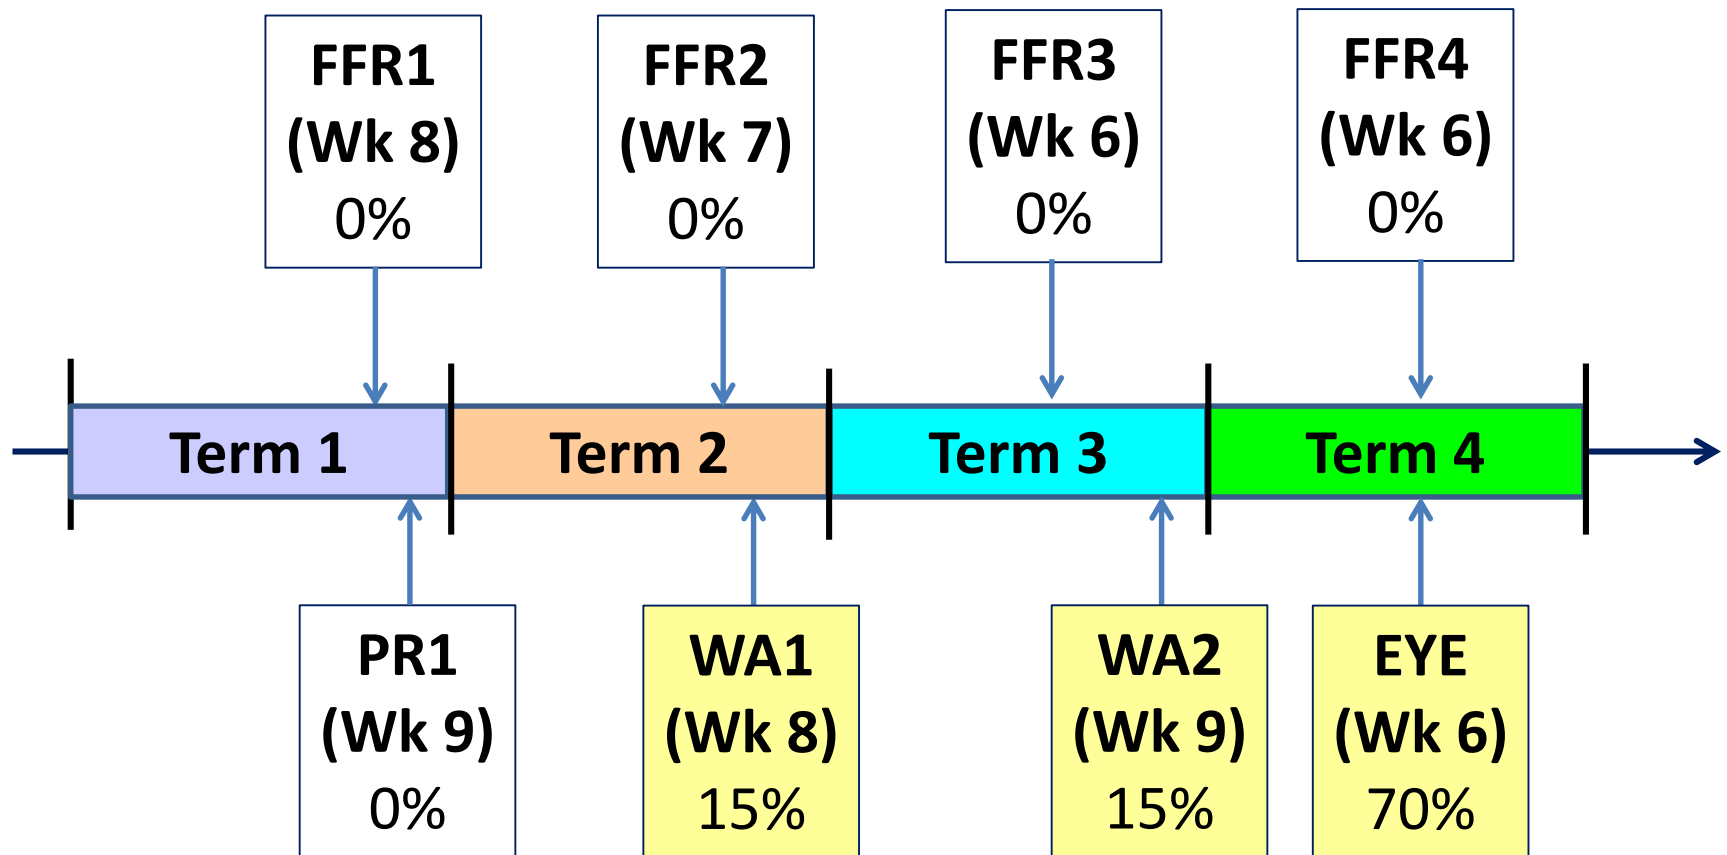 FFR1
(Wk 8)
0%
FFR2
(Wk 7)
0%
FFR3
(Wk 6)
0%
FFR4
(Wk 6)
0%
Term 1
Term 2
Term 3
Term 4
PR1
(Wk 9)
0%
WA1
(Wk 8)
15%
WA2
(Wk 9)
15%
EYE
(Wk 6)
70%